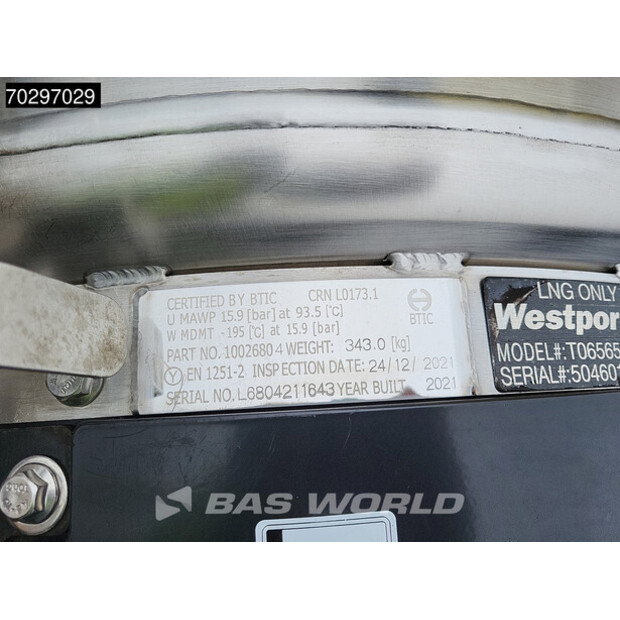 70297029
CERTIFIED BY BTIC CRN L0173.1
U MAWP 15.9 [bar] at 93.5 [°C]
W MDMT -195 [°C] at 15.9 [bar]
BTIC
PART NO. 1002680 4 WEIGHT: 343.0 [kg]
Y EN 1251-2 INSPECTION DATE: 24/12/2021
SERIAL NO. L6804211643 YEAR BUILT 2021
LNG ONLY
Westpor
MODEL#:T06565
SERIAL#:504601
BAS WORLD